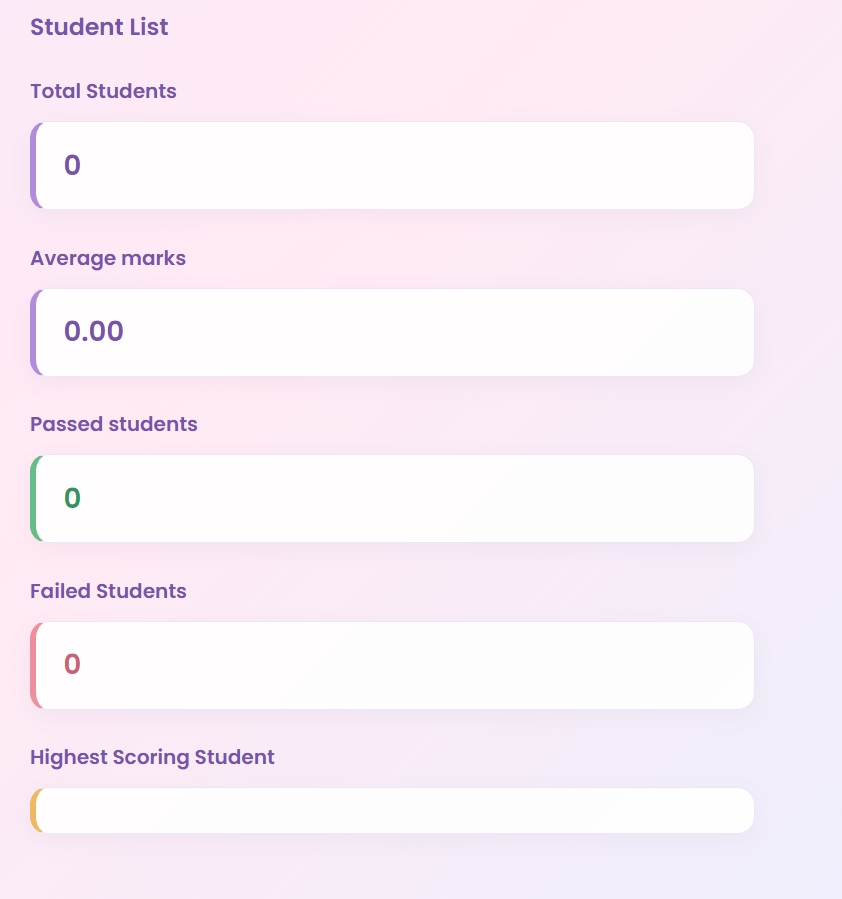 Student List
Total Students
0
Average marks
0.00
Passed students
0
Failed Students
0
Highest Scoring Student